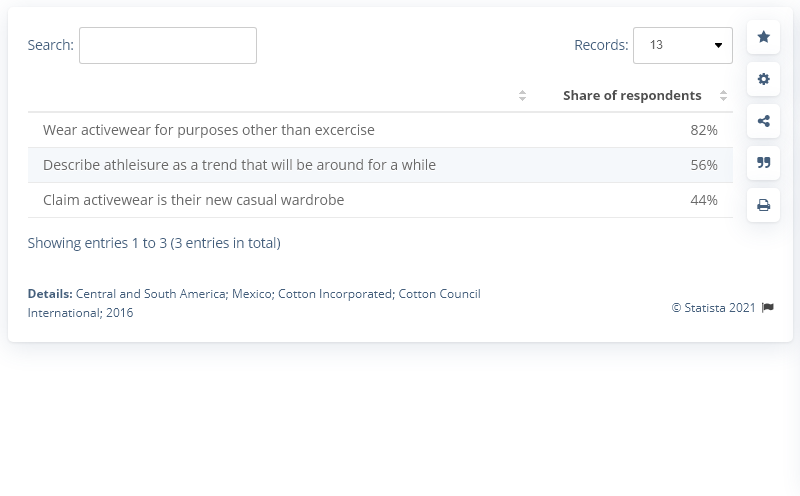 Search:
Records: 13
Share of respondents
Wear activewear for purposes other than excercise 82%
Describe athleisure as a trend that will be around for a while 56%
Claim activewear is their new casual wardrobe 44%
Showing entries 1 to 3 (3 entries in total)
Details: Central and South America; Mexico; Cotton Incorporated; Cotton Council
International; 2016
© Statista 2021